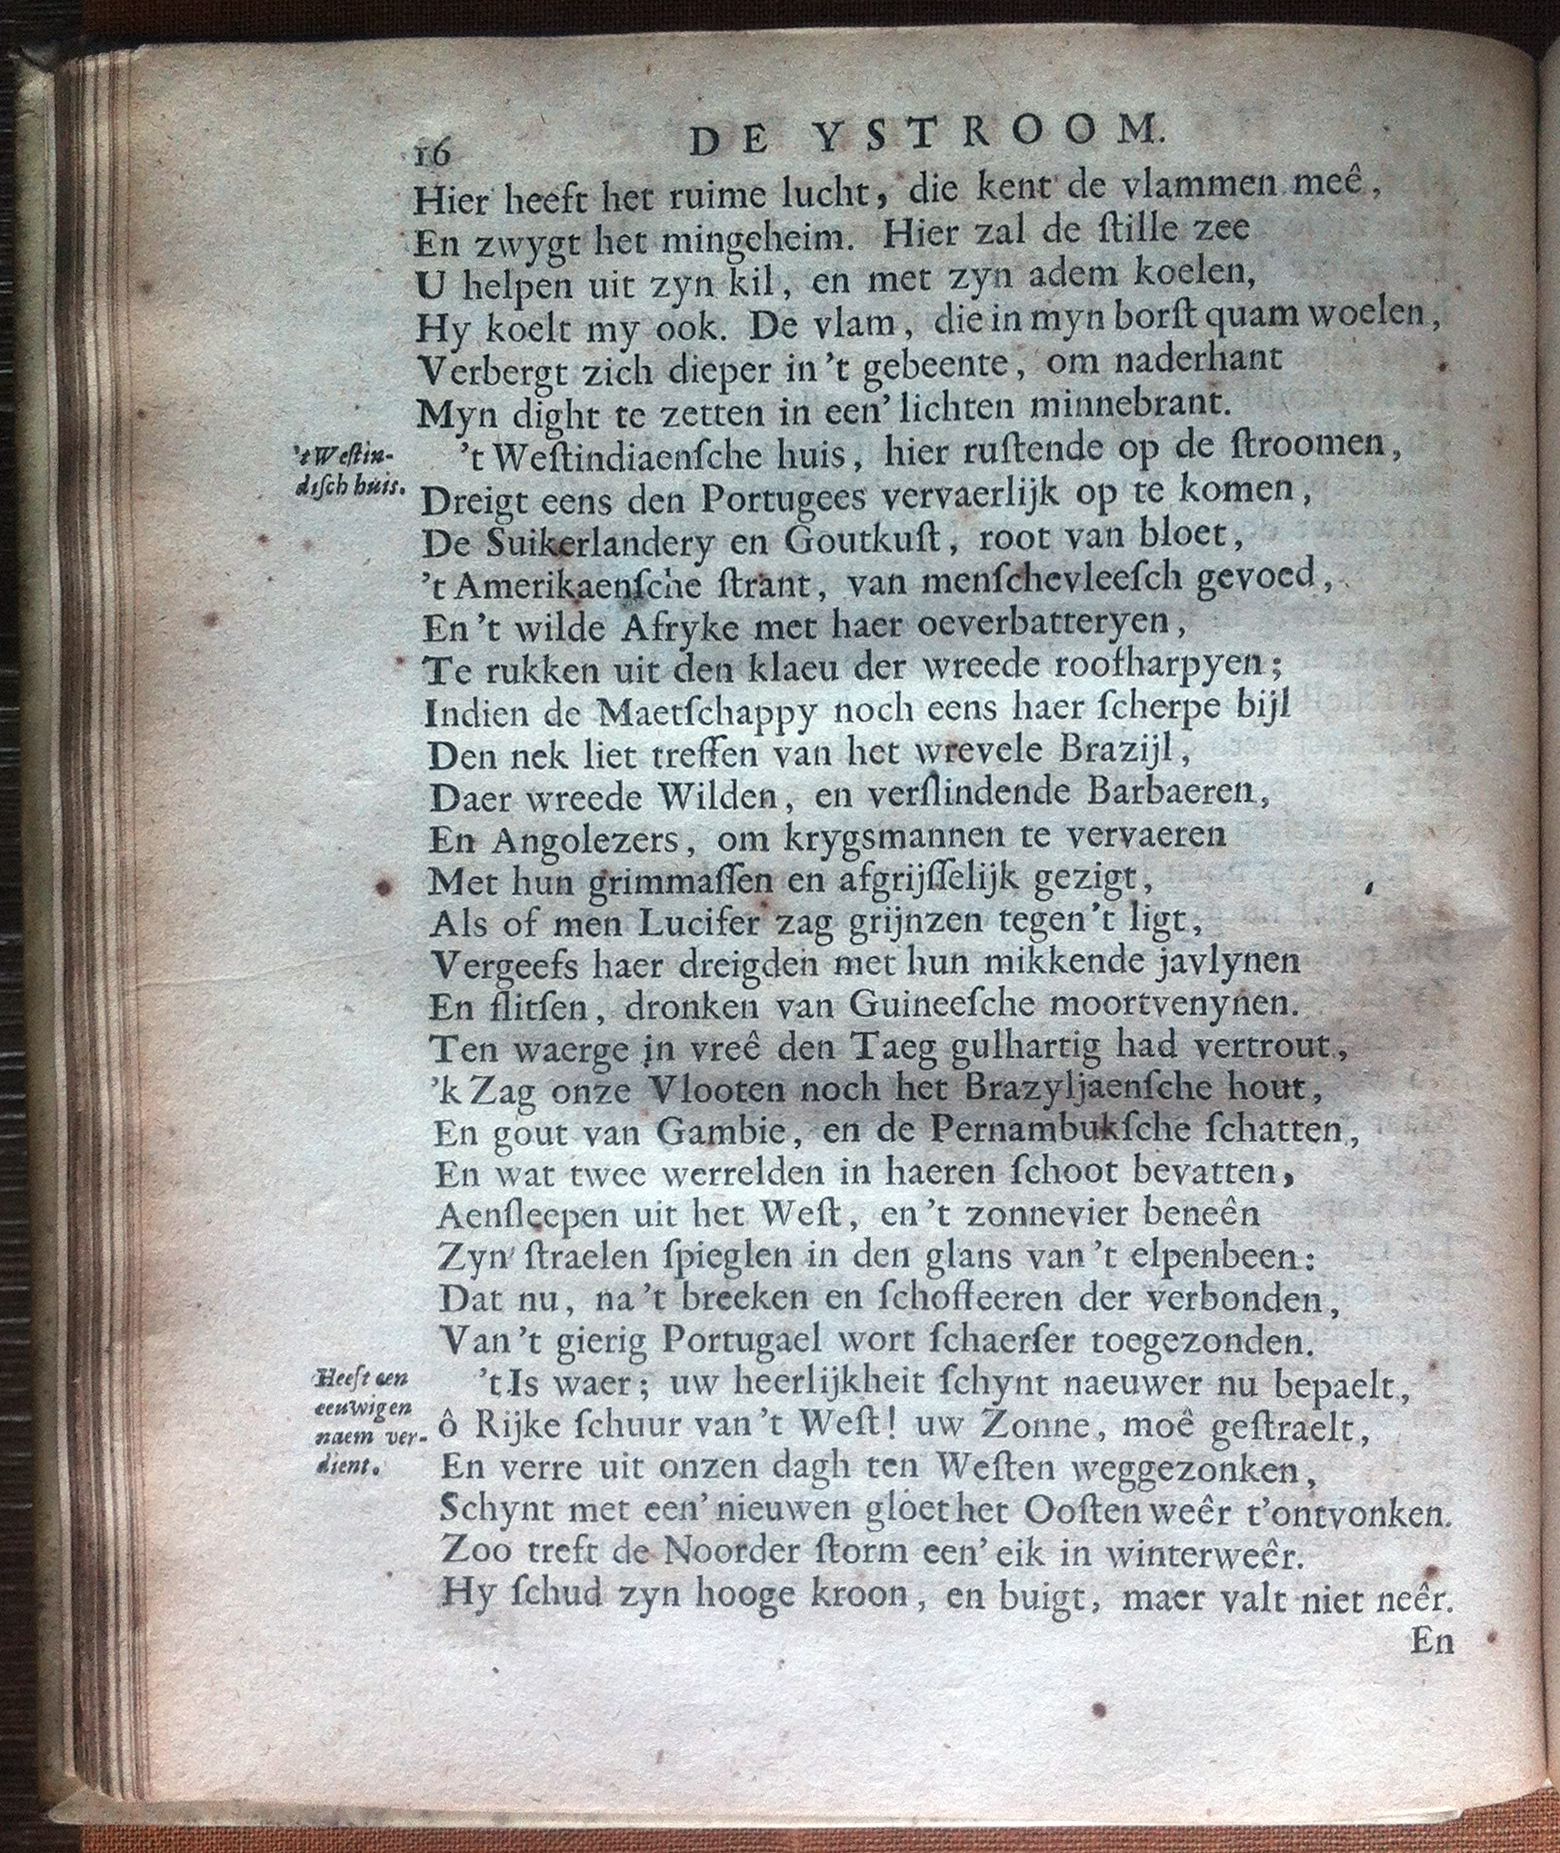 16 DE YSTROOM.
Hier heeft het ruime lucht, die kent de vlammen meê,
En zwygt het mingeheim. Hier zal de ſtille zee
U helpen uit zyn kil, en met zyn adem koelen,
Hy koelt my ook. De vlam, die in myn borſt quam woelen,
Verbergt zich dieper in 't gebeente, om naderhant
Myn dight te zetten in een' lichten minnebrant.
't Weſtin-
diſch huis.
't Weſtindiaenſche huis, hier ruſtende op de ſtroomen,
Dreigt eens den Portugees vervaerlijk op te komen,
De Suikerlandery en Goutkuſt, root van bloet,
't Amerikaenſche ſtrant, van menſchevleeſch gevoed,
En 't wilde Afryke met haer oeverbatteryen,
Te rukken uit den klaeu der wreede roofharpyen;
Indien de Maetſchappy noch eens haer ſcherpe bijl
Den nek liet treffen van het wrevele Brazijl,
Daer wreede Wilden, en verſlindende Barbaeren,
En Angolezers, om krygsmannen te vervaeren
Met hun grimmaſſen en afgrijſſelijk gezigt,
Als of men Lucifer zag grijnzen tegen 't ligt,
Vergeefs haer dreigden met hun mikkende javlynen
En flitſen, dronken van Guineeſche moortvenynen.
Ten waerge in vreê den Taeg gulhartig had vertrout,
'k Zag onze Vlooten noch het Brazyljaenſche hout,
En gout van Gambie, en de Pernambukſche ſchatten,
En wat twee werrelden in haeren ſchoot bevatten,
Aenſleepen uit het Weſt, en 't zonnevier beneên
Zyn ſtraelen ſpieglen in den glans van 't elpenbeen:
Dat nu, na 't breeken en ſchoffeeren der verbonden,
Van 't gierig Portugael wort ſchaerſer toegezonden.
Heeft een
eeuwigen
naem ver-
dient.
't Is waer; uw heerlijkheit ſchynt naeuwer nu bepaelt,
ô Rijke ſchuur van 't Weſt! uw Zonne, moê geſtraelt,
En verre uit onzen dagh ten Weſten weggezonken,
Schynt met een' nieuwen gloet het Ooſten weêr t'ontvonken.
Zoo treft de Noorder ſtorm een' eik in winterweêr.
Hy ſchud zyn hooge kroon, en buigt, maer valt niet neêr.
En